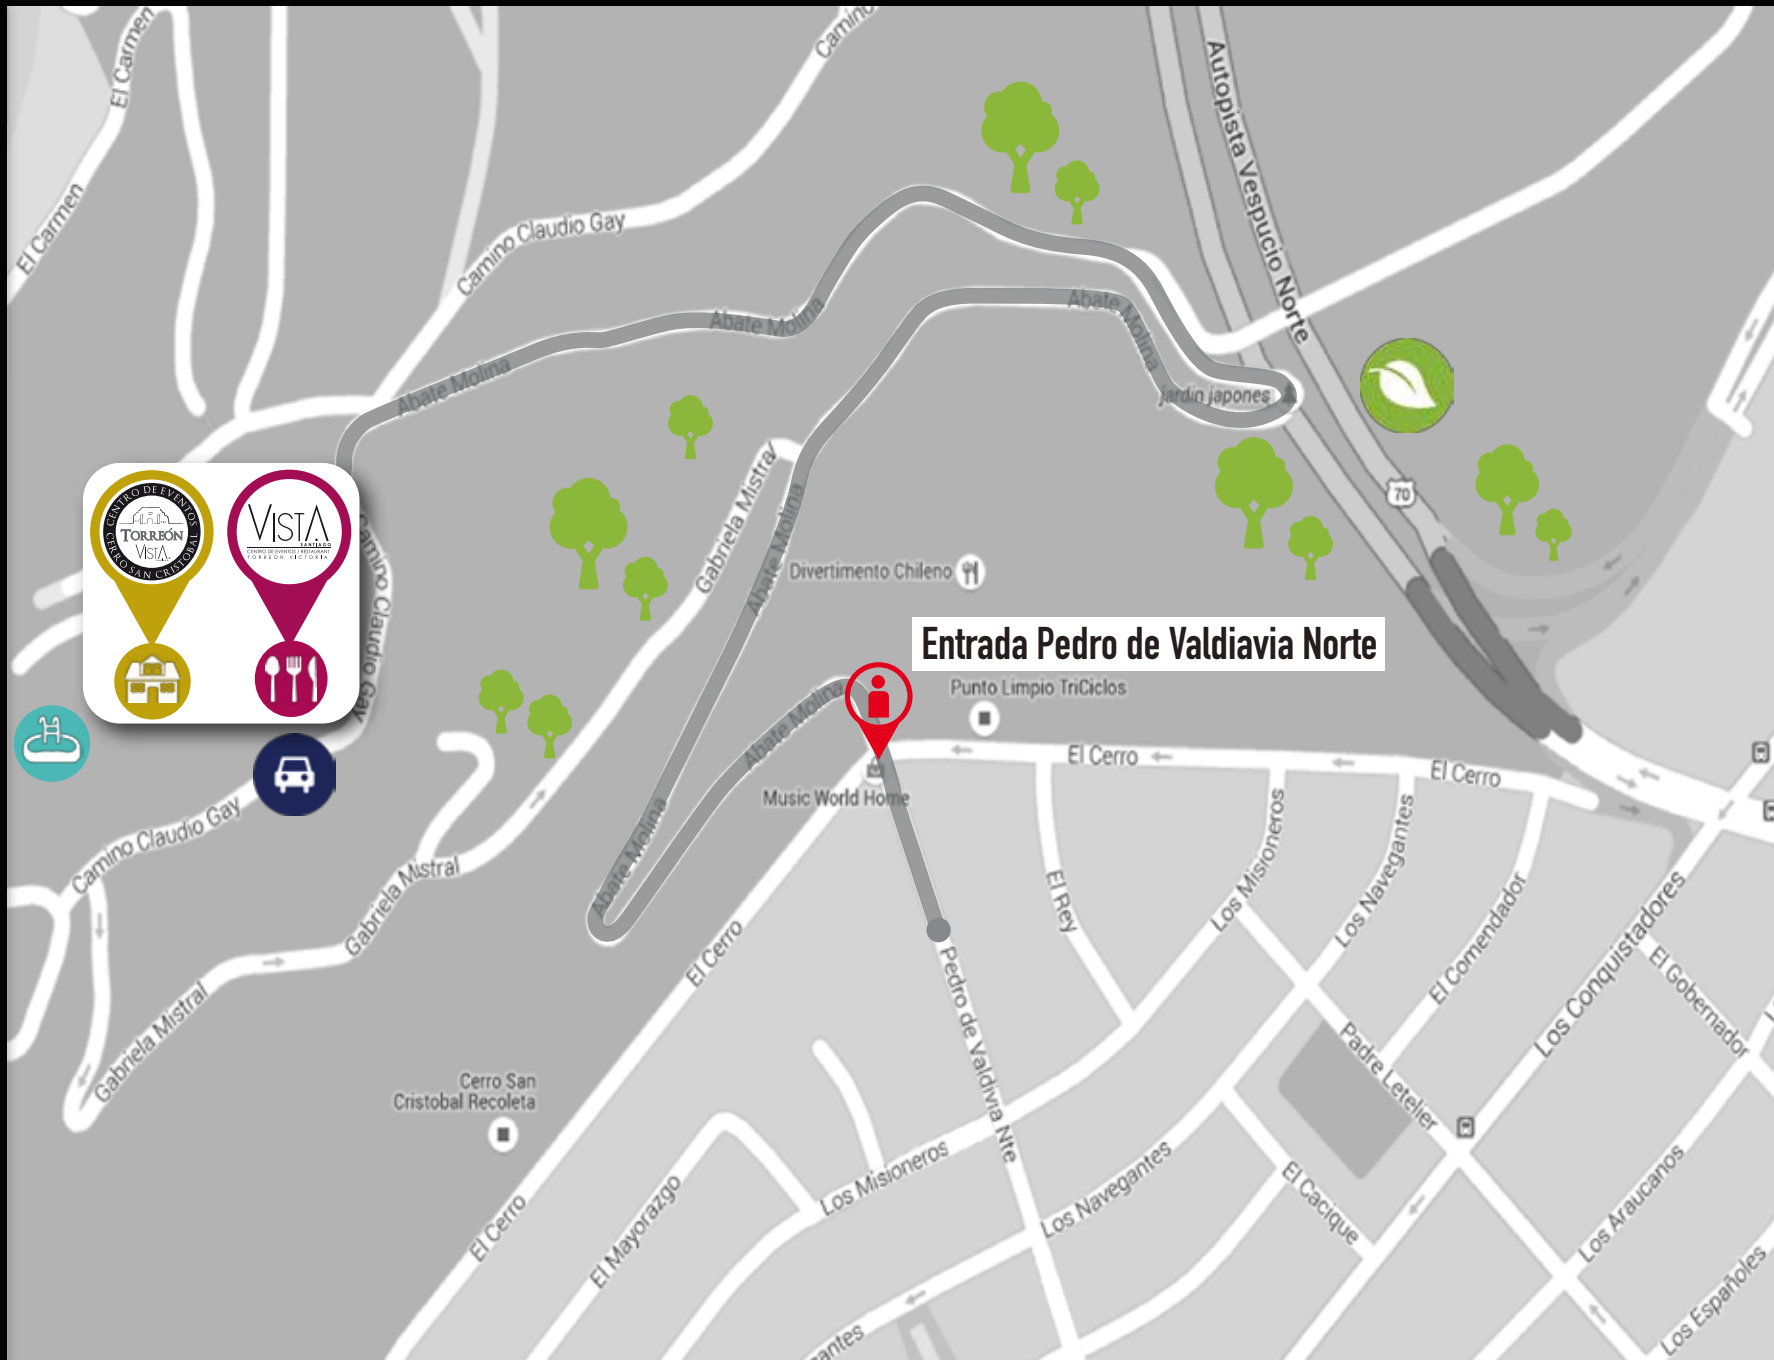 El Carmen
El Carmen
Camino
Camino Claudio Gay
Autopista Vespucio Norte
Abate Molina
Abate Molina
Abate Molina
jardin japones
70
CENTRO DE EVENTOS
TORREÓN
VISTA
CERRO SAN CRISTOBAL
VISTA
SANTIAGO
CENTRO DE EVENTOS / RESTAURANT
TORREON VICTORIA
Camino Claudio Gay
Gabriela Mistral
Abate Molina
Divertimento Chileno
Entrada Pedro de Valdiavia Norte
Punto Limpio TriCiclos
Abate Molina
Music World Home
El Cerro
El Cerro
Abate Molina
Camino Claudio Gay
Gabriela Mistral
Gabriela Mistral
El Cerro
El Rey
Los Misioneros
Los Navegantes
El Comendador
Los Conquistadores
El Gobernador
Pedro de Valdivia Nte
Padre Letelier
Cerro San
Cristobal Recoleta
El Cerro
El Mayorazgo
Los Misioneros
Los Navegantes
El Cacique
Los Araucanos
Los Españoles
antes